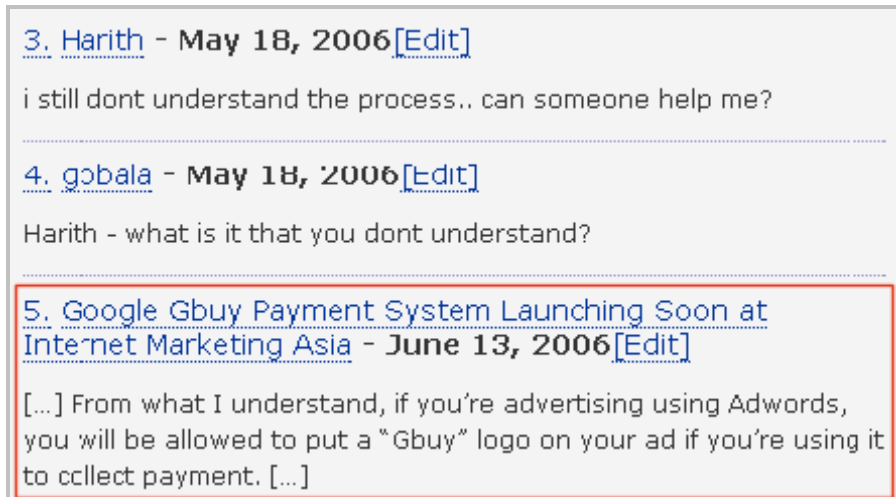 3. Harith - May 18, 2006[Edit]
i still dont understand the process.. can someone help me?
4. gobala - May 18, 2006[Edit]
Harith - what is it that you dont understand?
5. Google Gbuy Payment System Launching Soon at
Internet Marketing Asia - June 13, 2006[Edit]
[...] From what I understand, if you're advertising using Adwords,
you will be allowed to put a “Gbuy” logo on your ad if you're using it
to collect payment. [...]